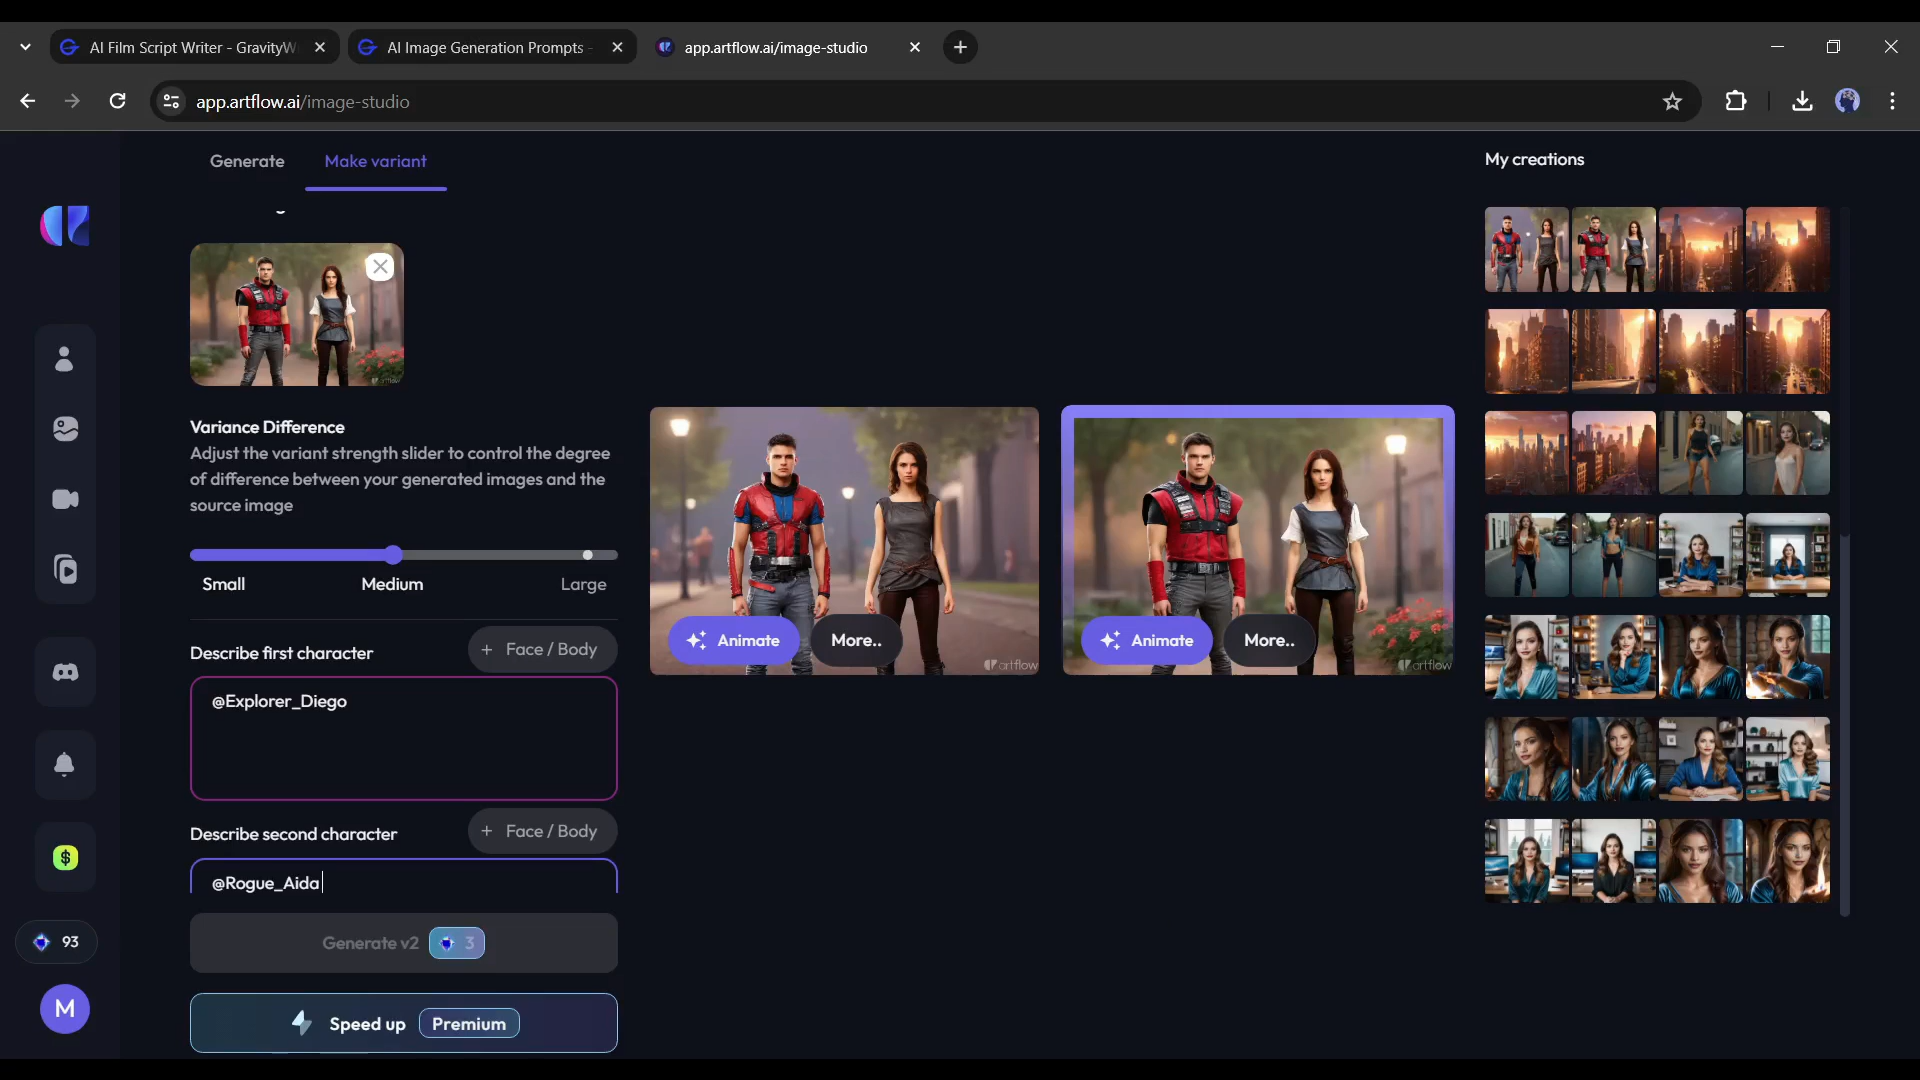 AI Film Script Writer - GravityW
AI Image Generation Prompts -
app.artflow.ai/image-studio
app.artflow.ai/image-studio
Generate
Make variant
My creations
artflow
Variance Difference
Adjust the variant strength slider to control the degree
of difference between your generated images and the
source image
Small
Medium
Large
Animate
More..
artflow
Animate
More..
artflow
Describe first character
+ Face / Body
@Explorer_Diego
Describe second character
+ Face / Body
@Rogue_Aida
$
Generate v2
3
93
M
Speed up
Premium